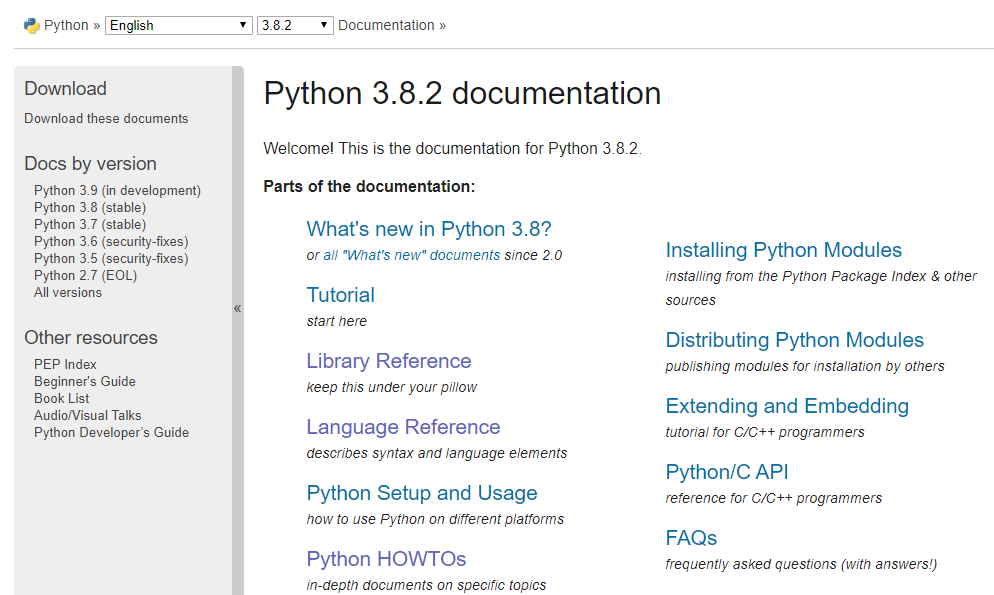 Python » English 3.8.2 Documentation »
Download
Download these documents
Docs by version
Python 3.9 (in development)
Python 3.8 (stable)
Python 3.7 (stable)
Python 3.6 (security-fixes)
Python 3.5 (security-fixes)
Python 2.7 (EOL)
All versions
Other resources
PEP Index
Beginner's Guide
Book List
Audio/Visual Talks
Python Developer’s Guide
«
Python 3.8.2 documentation
Welcome! This is the documentation for Python 3.8.2.
Parts of the documentation:
What's new in Python 3.8?
or all "What's new" documents since 2.0
Tutorial
start here
Library Reference
keep this under your pillow
Language Reference
describes syntax and language elements
Python Setup and Usage
how to use Python on different platforms
Python HOWTOs
in-depth documents on specific topics
Installing Python Modules
installing from the Python Package Index & other
sources
Distributing Python Modules
publishing modules for installation by others
Extending and Embedding
tutorial for C/C++ programmers
Python/C API
reference for C/C++ programmers
FAQs
frequently asked questions (with answers!)